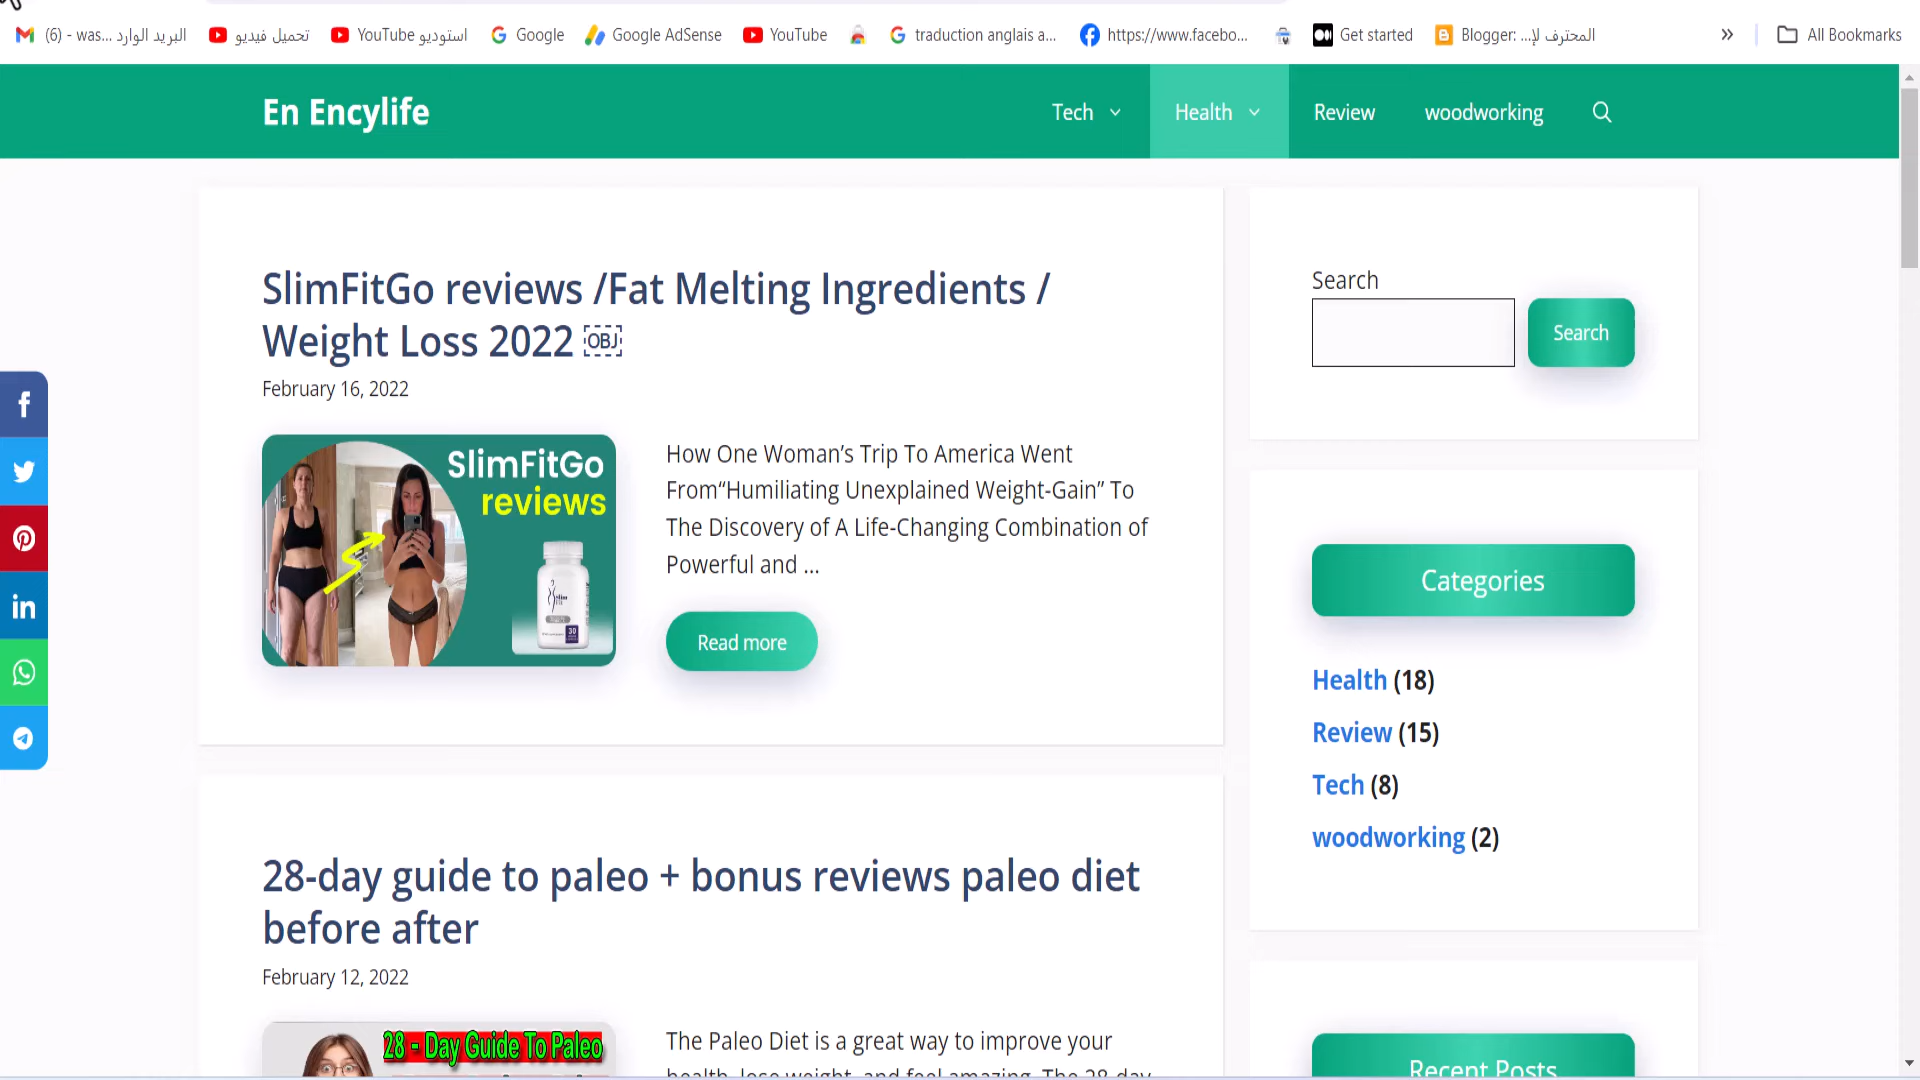 (6) - was... البريد الوارد
تحميل فيديو
استوديو YouTube
Google
Google AdSense
YouTube
traduction anglais a...
https://www.facebo...
Get started
Blogger: ...المحترف لإ
»
All Bookmarks
En Encylife
Tech
Health
Review
woodworking
SlimFitGo reviews /Fat Melting Ingredients /
Weight Loss 2022 ￼
February 16, 2022
SlimFitGo
reviews
How One Woman’s Trip To America Went
From“Humiliating Unexplained Weight-Gain” To
The Discovery of A Life-Changing Combination of
Powerful and ...
Read more
28-day guide to paleo + bonus reviews paleo diet
before after
February 12, 2022
28 - Day Guide To Paleo
The Paleo Diet is a great way to improve your
health, lose weight, and feel amazing. The 28-day
Search
Search
Categories
Health (18)
Review (15)
Tech (8)
woodworking (2)
Recent Posts